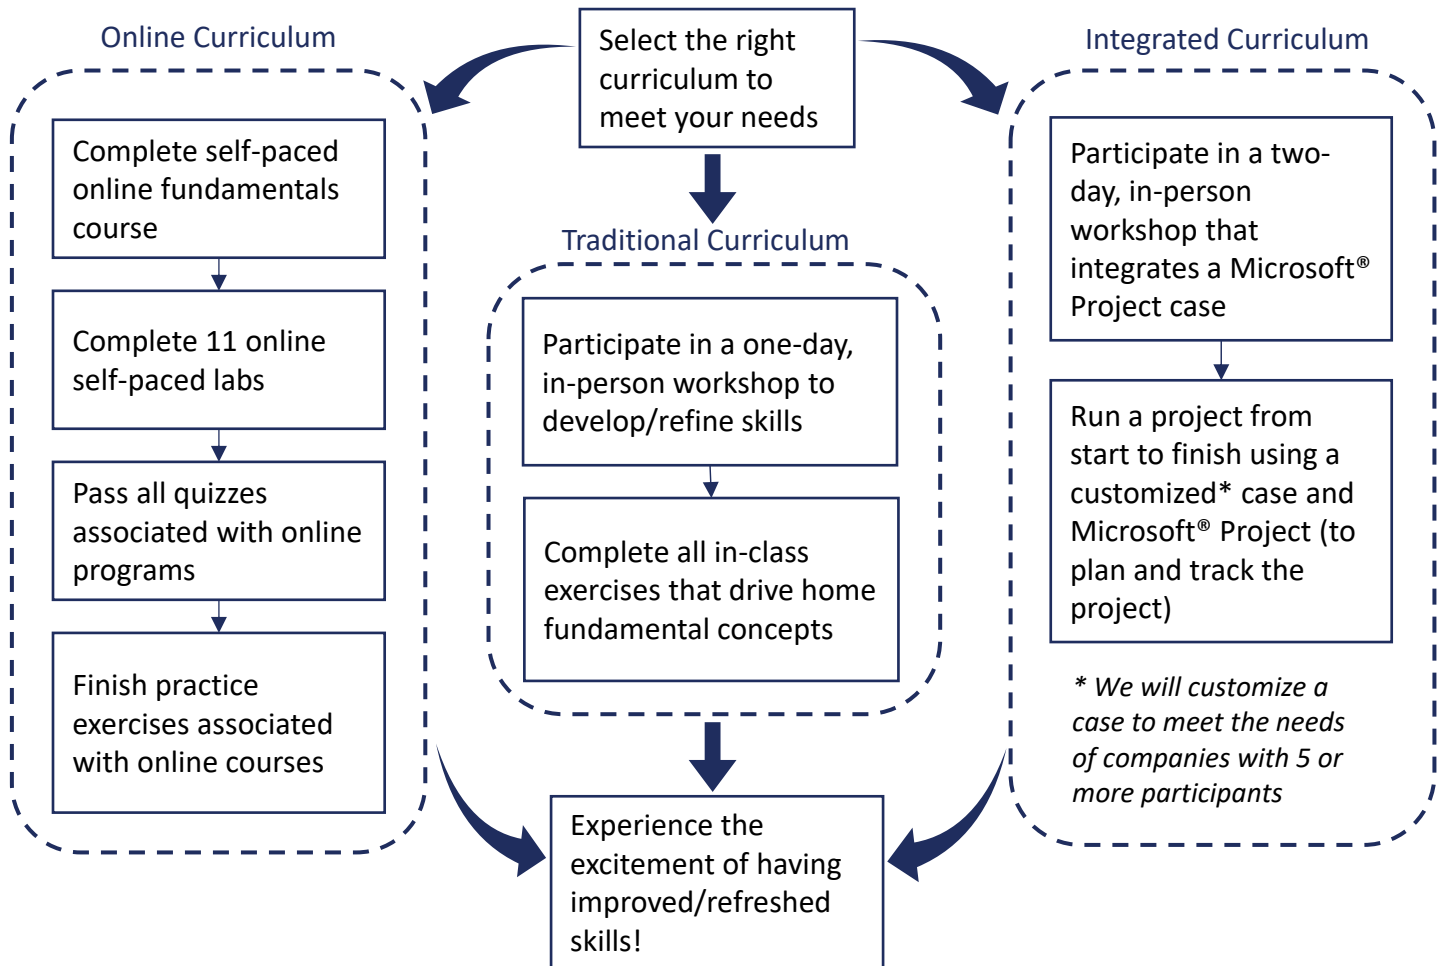 Select the right
curriculum to
meet your needs
Online Curriculum
Complete self-paced
online fundamentals
course
Complete 11 online
self-paced labs
Pass all quizzes
associated with online
programs
Finish practice
exercises associated
with online courses
Traditional Curriculum
Participate in a one-day,
in-person workshop to
develop/refine skills
Complete all in-class
exercises that drive home
fundamental concepts
Integrated Curriculum
Participate in a two-
day, in-person
workshop that
integrates a Microsoft®
Project case
Run a project from
start to finish using a
customized* case and
Microsoft® Project (to
plan and track the
project)
* We will customize a
case to meet the needs
of companies with 5 or
more participants
Experience the
excitement of having
improved/refreshed
skills!